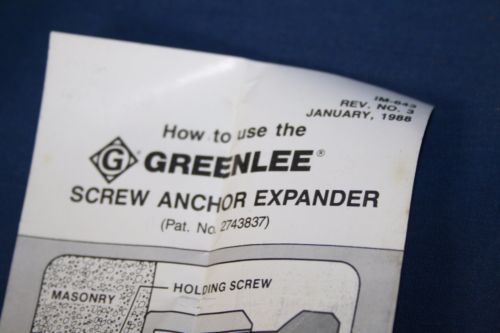 IM-643
REV. NO. 3
JANUARY, 1988
How to use the
G GREENLEE®
SCREW ANCHOR EXPANDER
(Pat. No. 2743837)
HOLDING SCREW
MASONRY